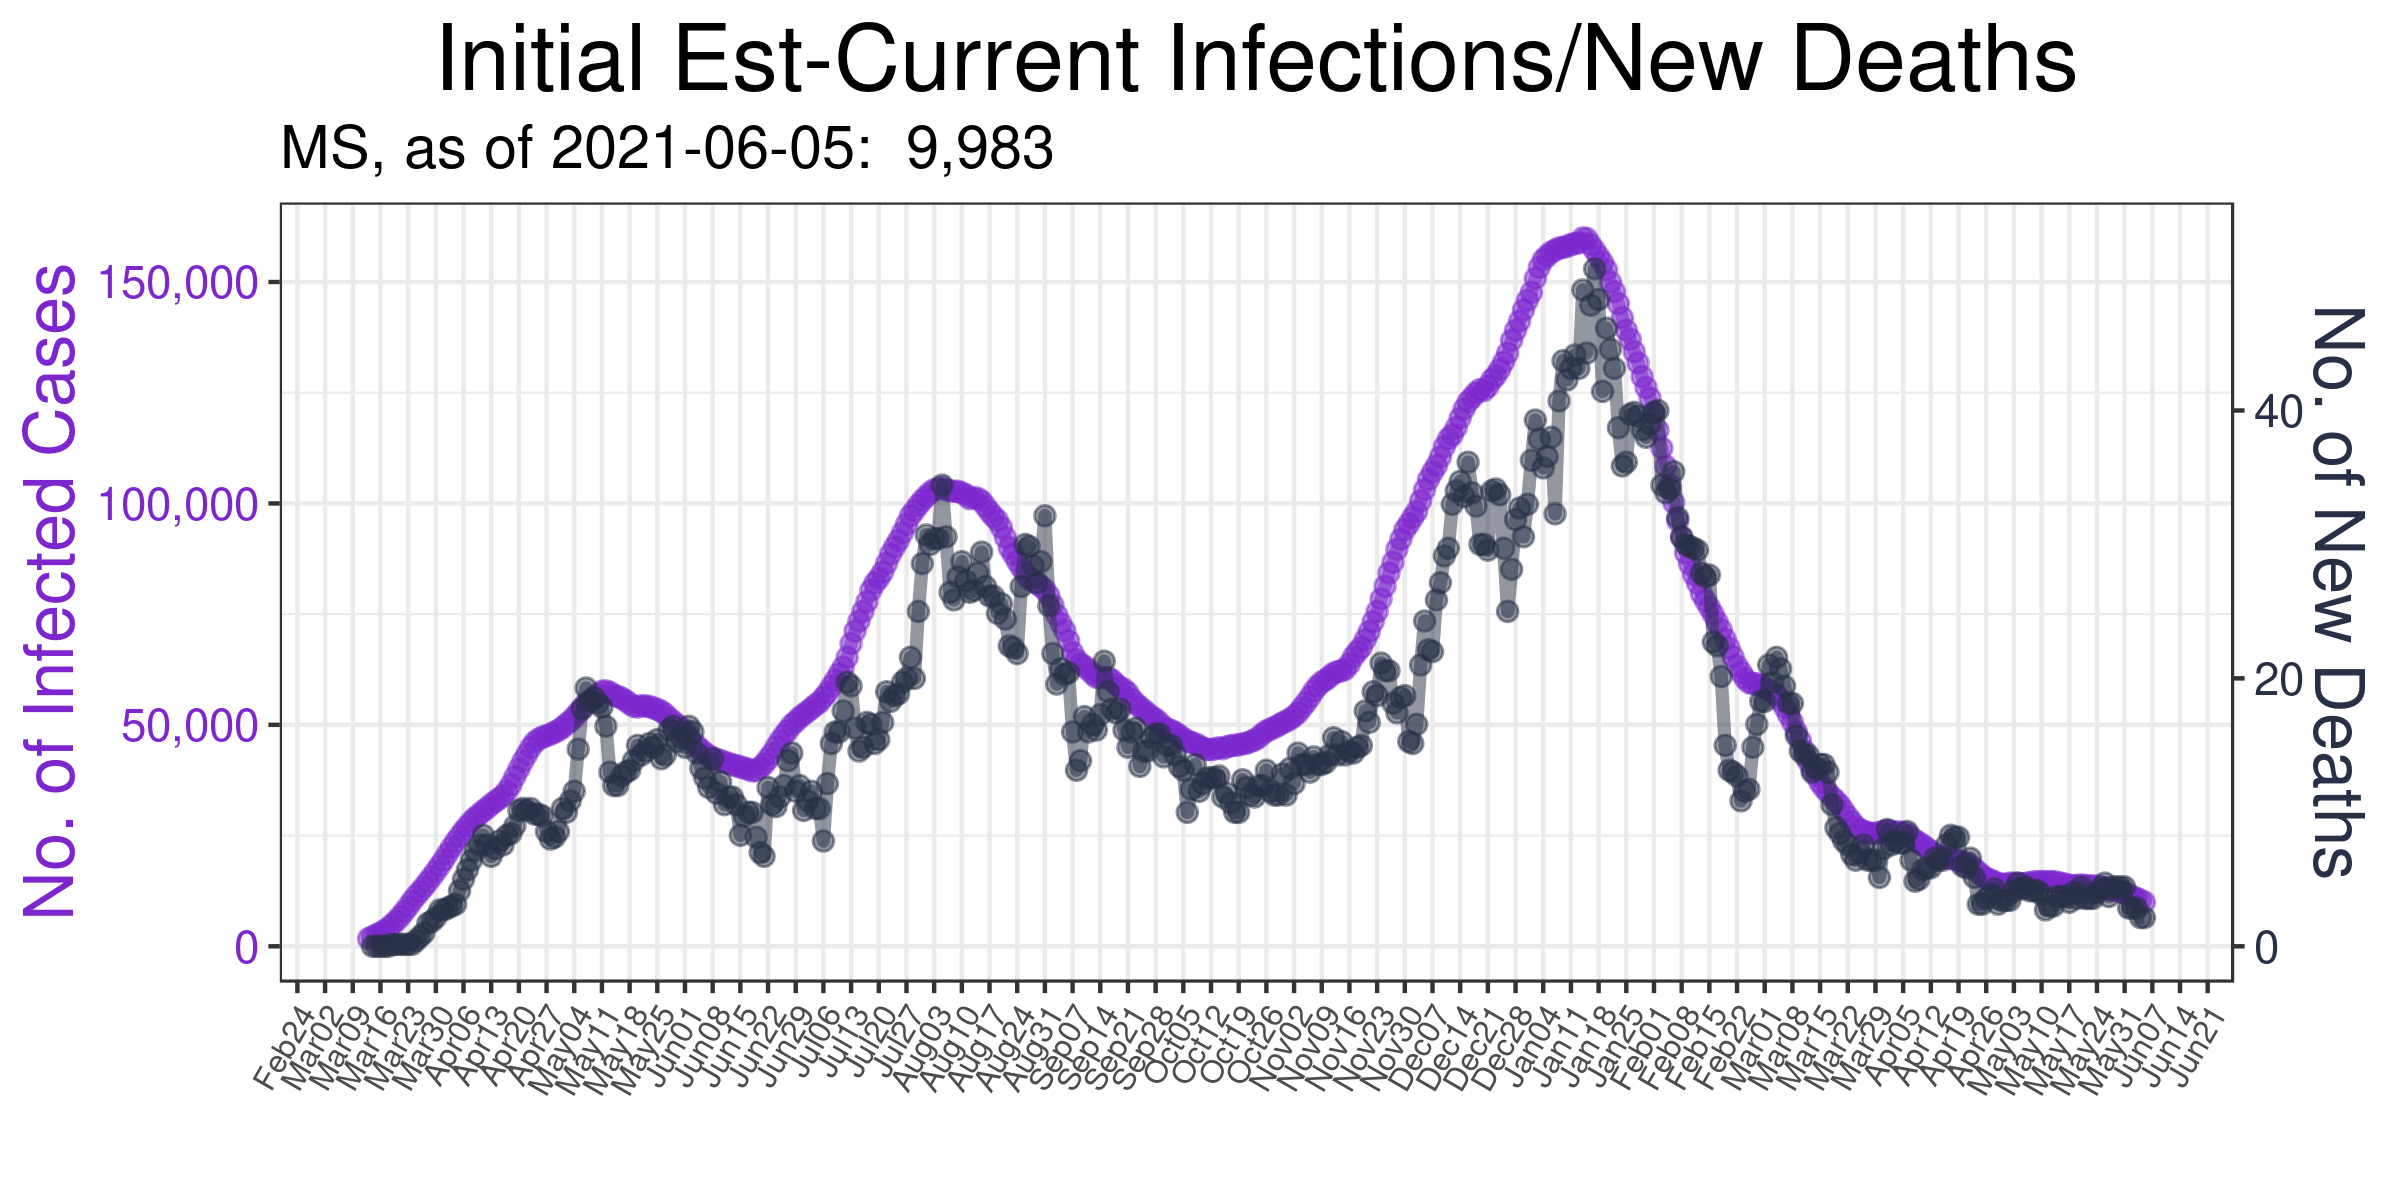 Initial Est-Current Infections/New Deaths
MS, as of 2021-06-05:  9,983
No. of Infected Cases
150,000
100,000
50,000
0
No. of New Deaths
40
20
0
Feb24
Mar02
Mar09
Mar16
Mar23
Mar30
Apr06
Apr13
Apr20
Apr27
May04
May11
May18
May25
Jun01
Jun08
Jun15
Jun22
Jun29
Jul06
Jul13
Jul20
Jul27
Aug03
Aug10
Aug17
Aug24
Aug31
Sep07
Sep14
Sep21
Sep28
Oct05
Oct12
Oct19
Oct26
Nov02
Nov09
Nov16
Nov23
Nov30
Dec07
Dec14
Dec21
Dec28
Jan04
Jan11
Jan18
Jan25
Feb01
Feb08
Feb15
Feb22
Mar01
Mar08
Mar15
Mar22
Mar29
Apr05
Apr12
Apr19
Apr26
May03
May10
May17
May24
May31
Jun07
Jun14
Jun21